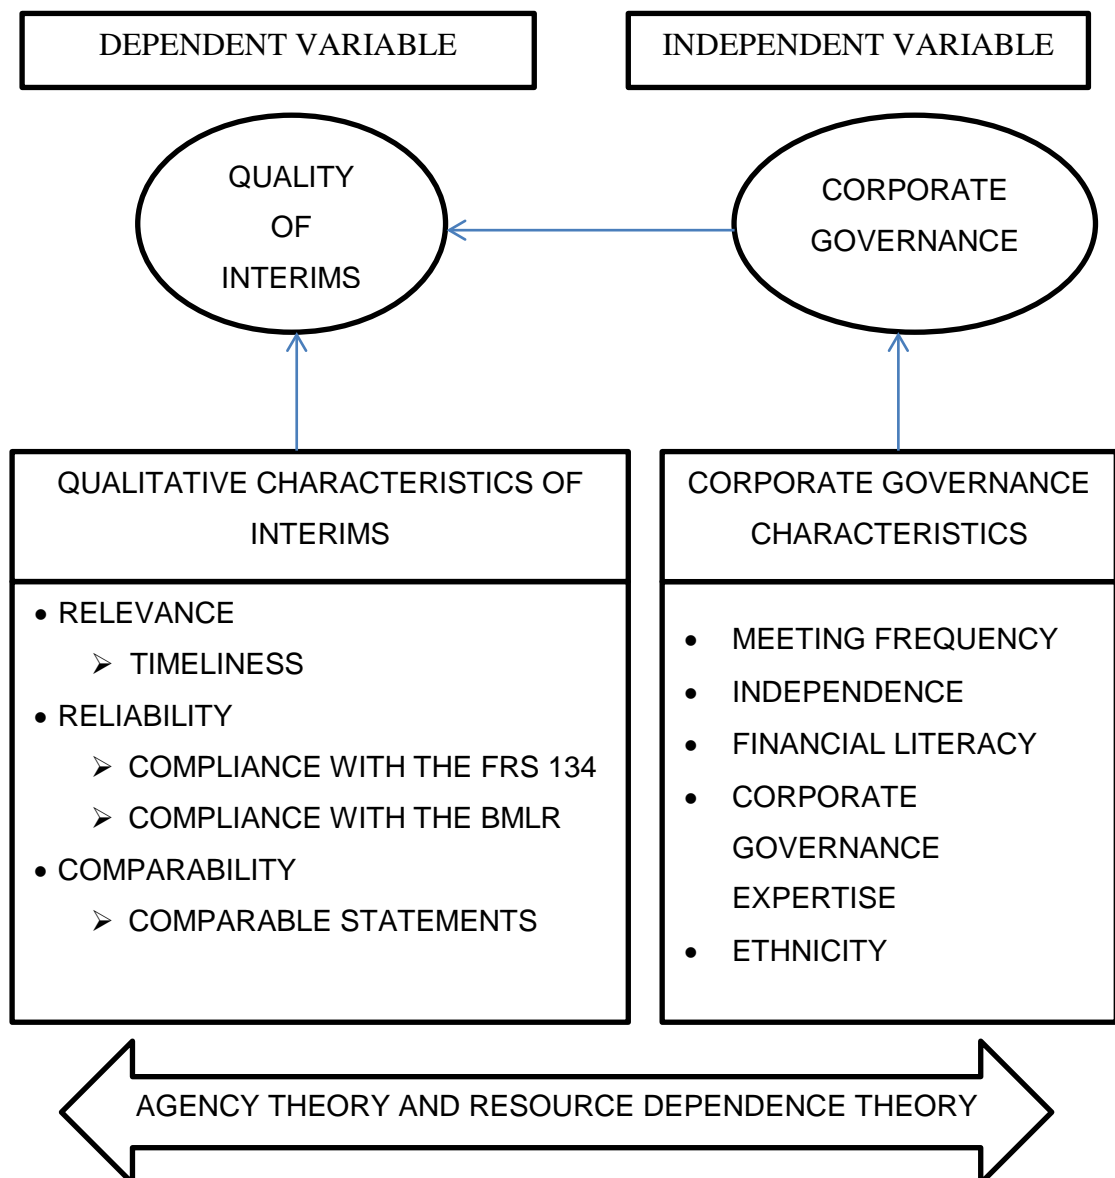 DEPENDENT VARIABLE
INDEPENDENT VARIABLE
QUALITY
OF
INTERIMS
CORPORATE
GOVERNANCE
QUALITATIVE CHARACTERISTICS OF
INTERIMS
• RELEVANCE
➢ TIMELINESS
• RELIABILITY
➢ COMPLIANCE WITH THE FRS 134
➢ COMPLIANCE WITH THE BMLR
• COMPARABILITY
➢ COMPARABLE STATEMENTS
CORPORATE GOVERNANCE
CHARACTERISTICS
• MEETING FREQUENCY
• INDEPENDENCE
• FINANCIAL LITERACY
• CORPORATE
GOVERNANCE
EXPERTISE
• ETHNICITY
AGENCY THEORY AND RESOURCE DEPENDENCE THEORY